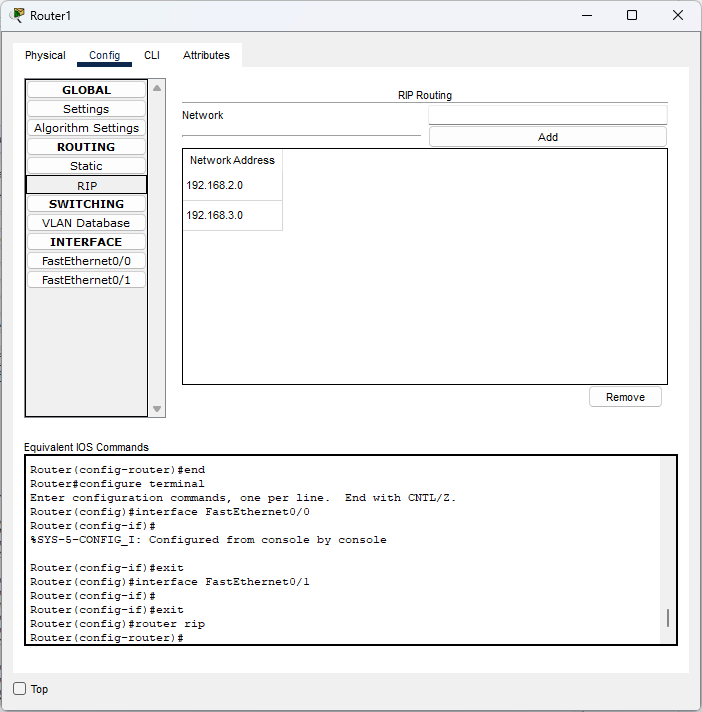 Router1
Physical Config CLI Attributes
GLOBAL
Settings
Algorithm Settings
ROUTING
Static
RIP
SWITCHING
VLAN Database
INTERFACE
FastEthernet0/0
FastEthernet0/1
RIP Routing
Network
Add
Network Address
192.168.2.0
192.168.3.0
Remove
Equivalent IOS Commands
Router(config-router)#end
Router#configure terminal
Enter configuration commands, one per line.  End with CNTL/Z.
Router(config)#interface FastEthernet0/0
Router(config-if)#
%SYS-5-CONFIG_I: Configured from console by console
Router(config-if)#exit
Router(config)#interface FastEthernet0/1
Router(config-if)#
Router(config-if)#exit
Router(config)#router rip
Router(config-router)#
Top